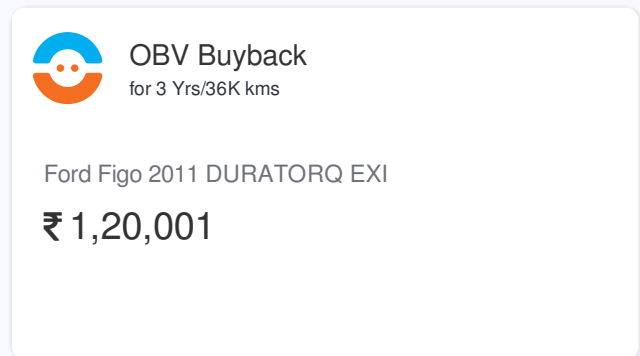 OBV Buyback
for 3 Yrs/36K kms
Ford Figo 2011 DURATORQ EXI
₹ 1,20,001